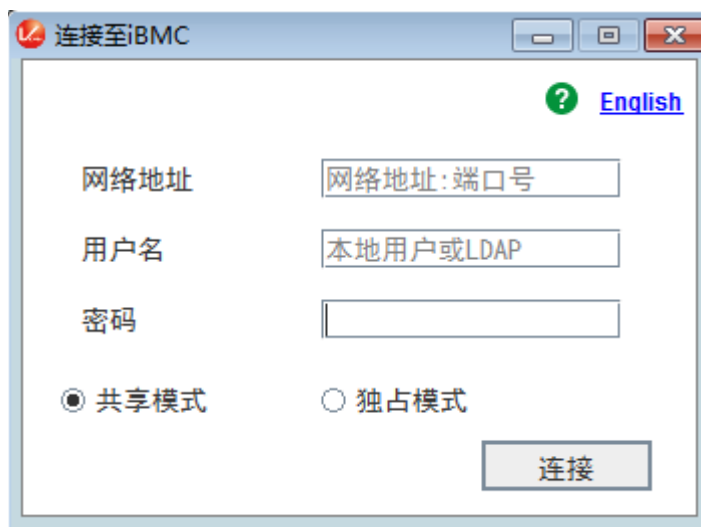 连接至iBMC
English
网络地址 网络地址:端口号
用户名 本地用户或LDAP
密码
共享模式 独占模式
连接